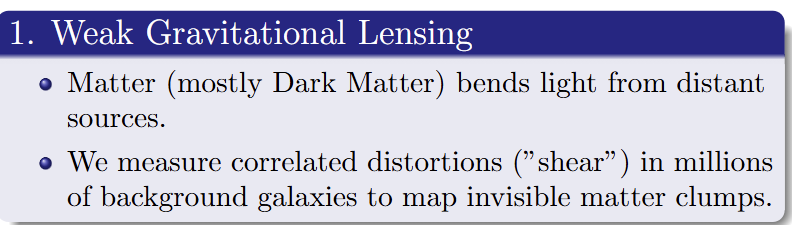 1. Weak Gravitational Lensing
Matter (mostly Dark Matter) bends light from distant
sources.
We measure correlated distortions (”shear”) in millions
of background galaxies to map invisible matter clumps.